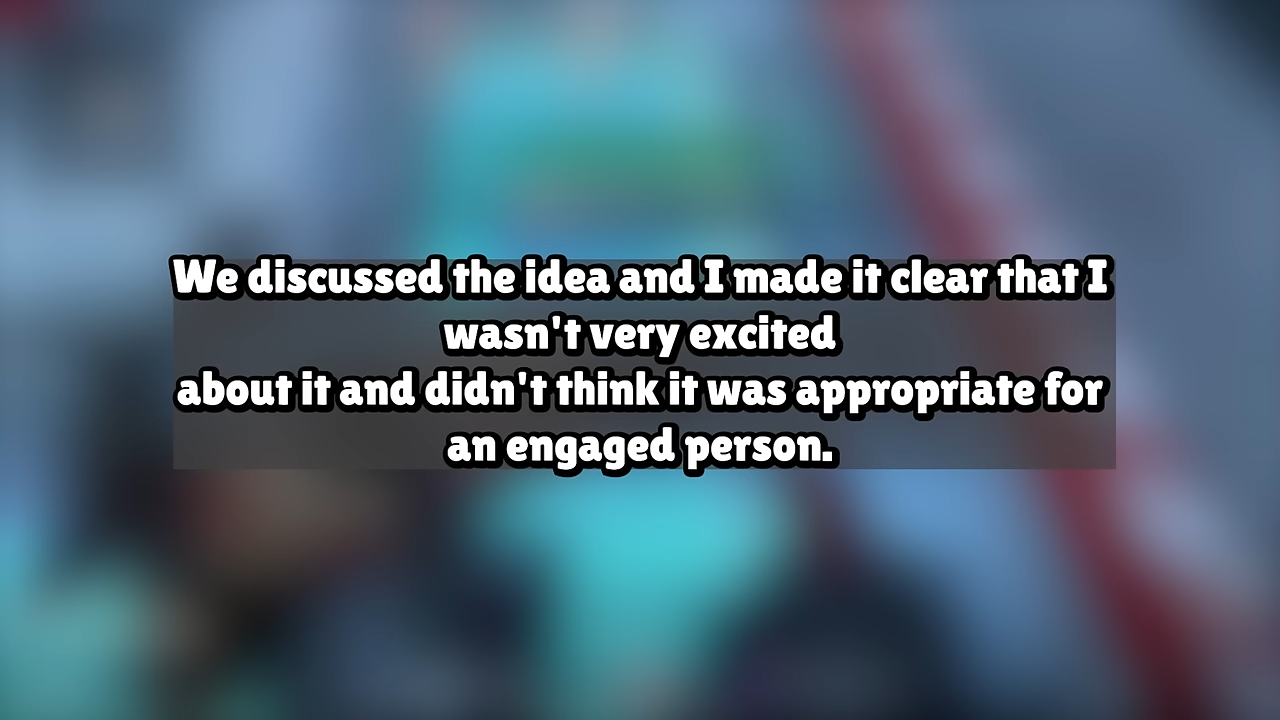 We discussed the idea and I made it clear that I
wasn't very excited
about it and didn't think it was appropriate for
an engaged person.